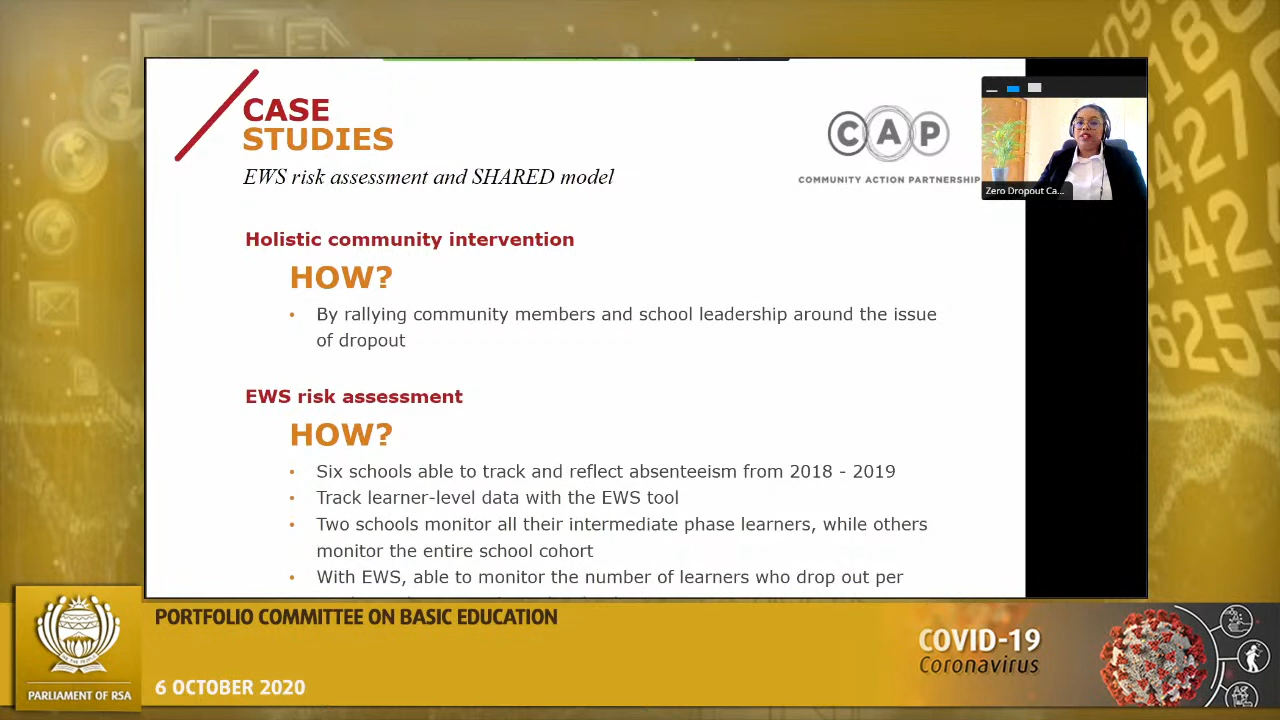 CASE
STUDIES
EWS risk assessment and SHARED model
CAP
COMMUNITY ACTION PARTNERSHIP
Zero Dropout Ca...
Holistic community intervention
HOW?
• By rallying community members and school leadership around the issue
of dropout
EWS risk assessment
HOW?
• Six schools able to track and reflect absenteeism from 2018 - 2019
• Track learner-level data with the EWS tool
• Two schools monitor all their intermediate phase learners, while others
monitor the entire school cohort
• With EWS, able to monitor the number of learners who drop out per
PORTFOLIO COMMITTEE ON BASIC EDUCATION
6 OCTOBER 2020
PARLIAMENT OF RSA
COVID-19
Coronavirus